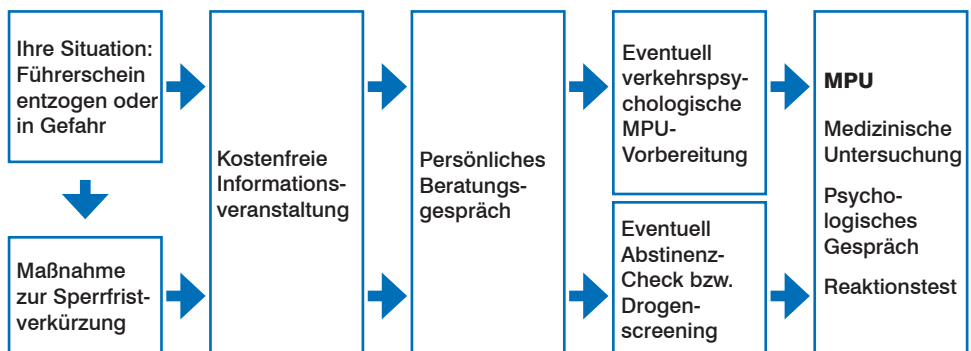 Ihre Situation:
Führerschein
entzogen oder
in Gefahr
Maßnahme
zur Sperrfrist-
verkürzung
Kostenfreie
Informations-
veranstaltung
Persönliches
Beratungs-
gespräch
Eventuell
verkehrspsy-
chologische
MPU-
Vorbereitung
Eventuell
Abstinenz-
Check bzw.
Drogen-
screening
MPU
Medizinische
Untersuchung
Psycho-
logisches
Gespräch
Reaktionstest